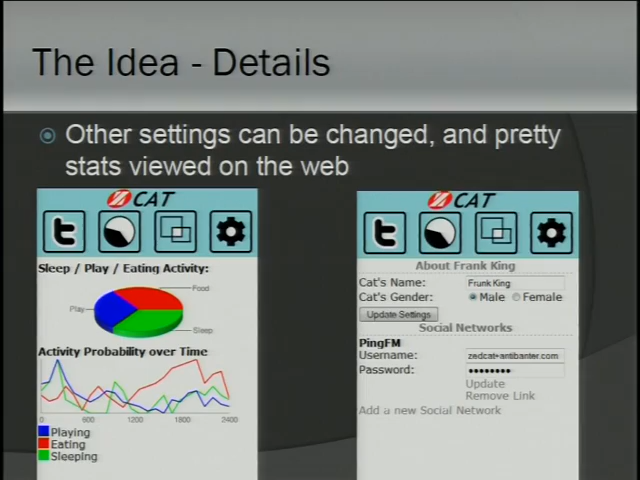 The Idea - Details
Other settings can be changed, and pretty
stats viewed on the web
CAT
Sleep / Play / Eating Activity:
Food
Play
Sleep
Activity Probability over Time
0 600 1200 1800 2400
Playing
Eating
Sleeping
CAT
About Frank King
Cat's Name: Frunk King
Cat's Gender: Male Female
Update Settings
Social Networks
PingFM
Username: zedcat+antibanter.com
Password:
Update
Remove Link
Add a new Social Network